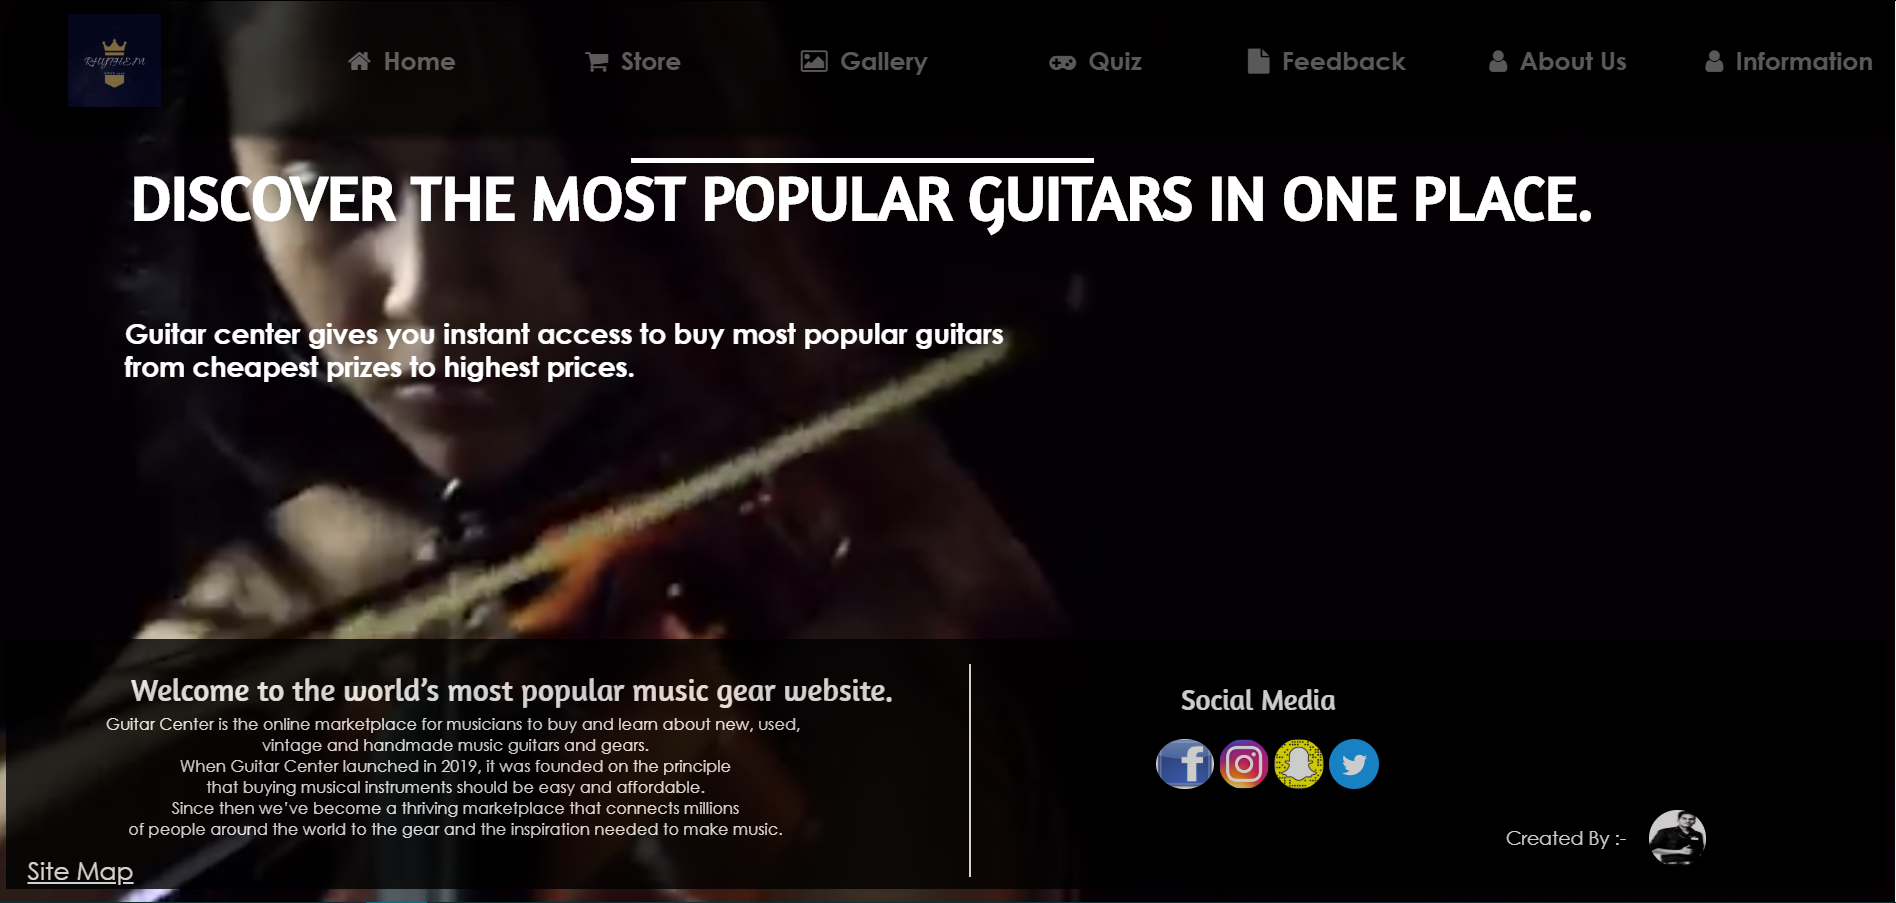 RHYTHEM
Home
Store
Gallery
Quiz
Feedback
About Us
Information
DISCOVER THE MOST POPULAR GUITARS IN ONE PLACE.
Guitar center gives you instant access to buy most popular guitars
from cheapest prizes to highest prices.
Welcome to the world’s most popular music gear website.
Guitar Center is the online marketplace for musicians to buy and learn about new, used,
vintage and handmade music guitars and gears.
When Guitar Center launched in 2019, it was founded on the principle
that buying musical instruments should be easy and affordable.
Since then we’ve become a thriving marketplace that connects millions
of people around the world to the gear and the inspiration needed to make music.
Site Map
Social Media
Created By :-